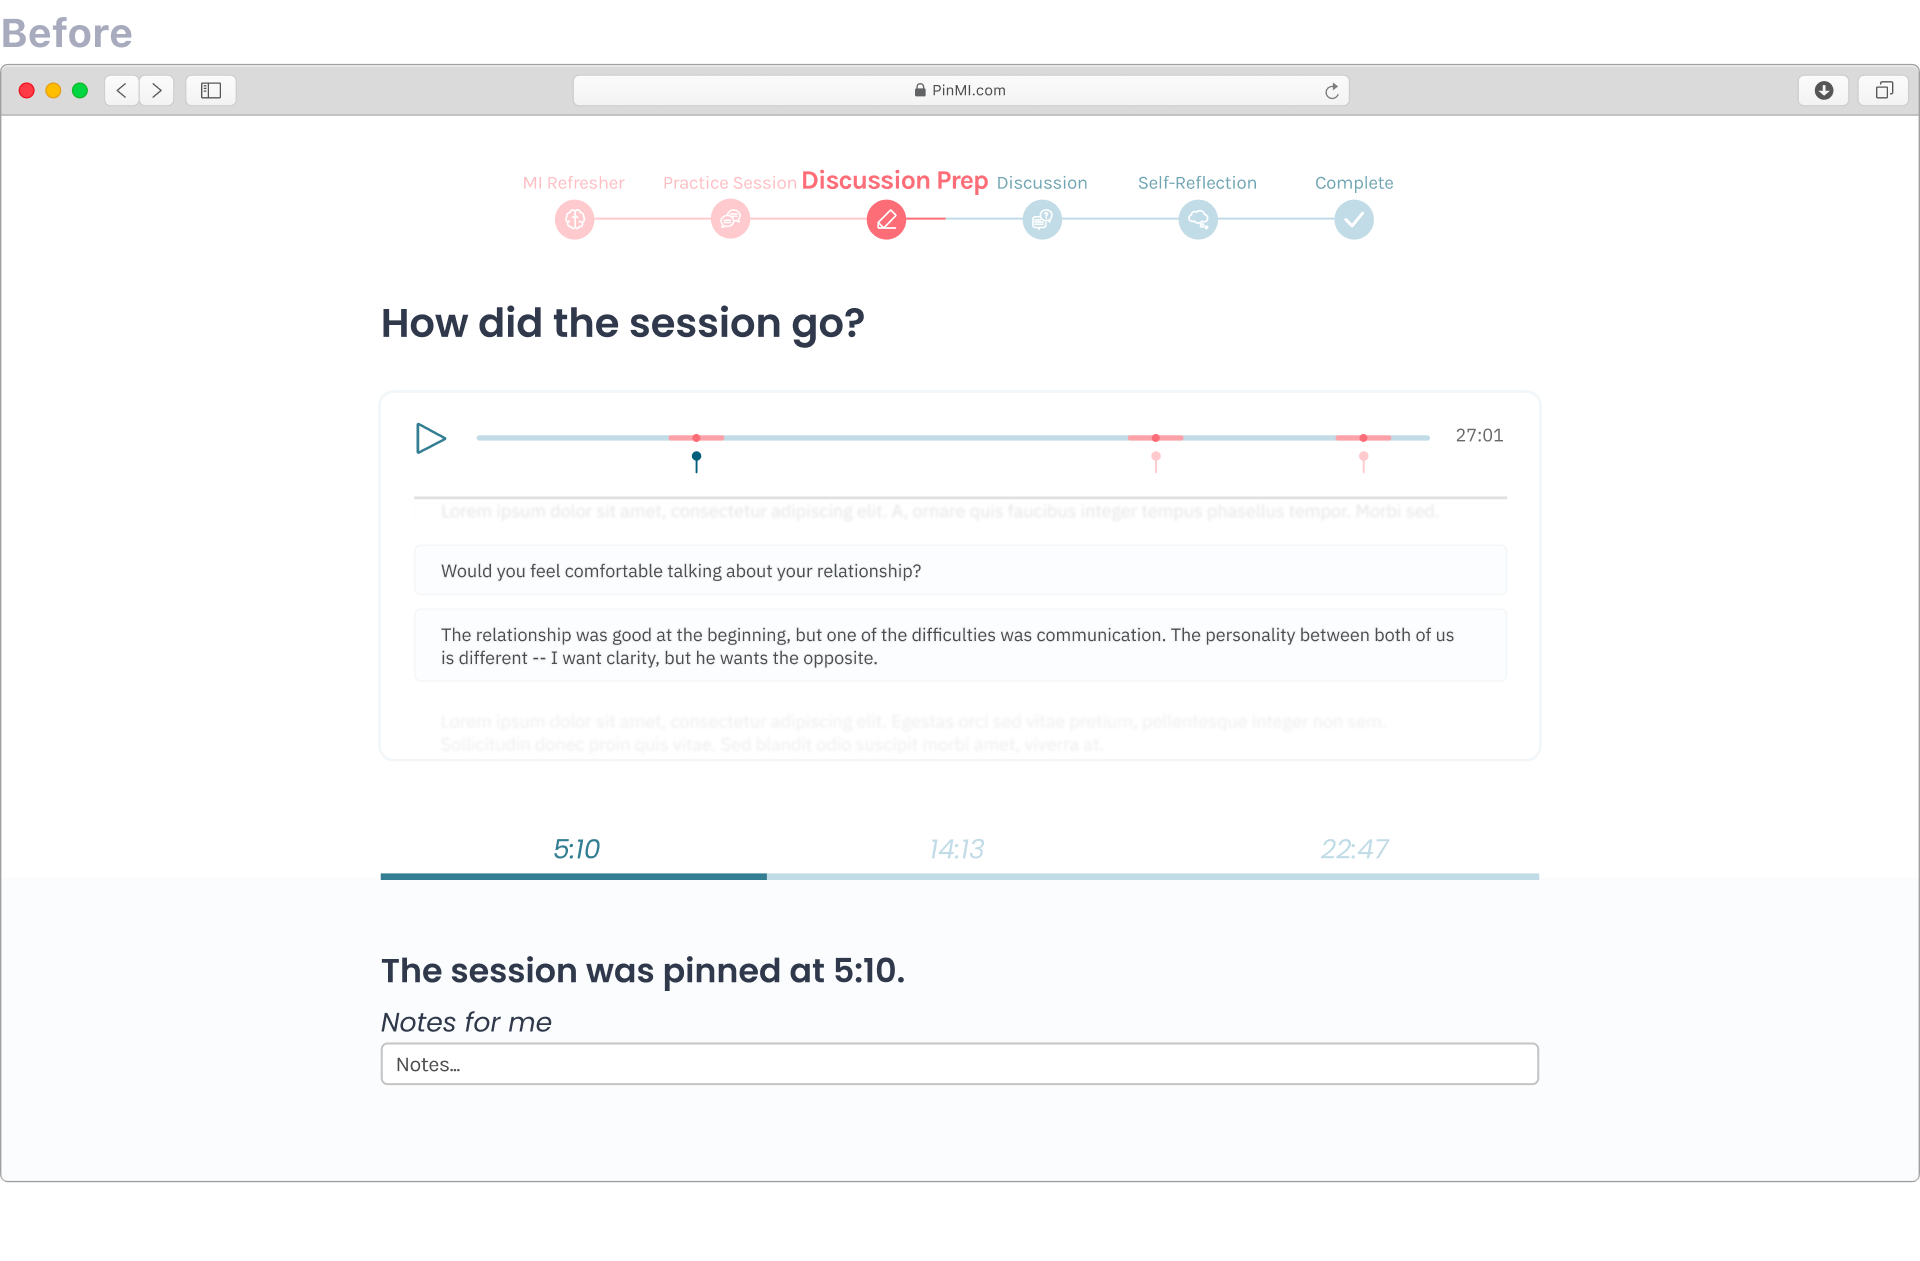 Before
PinMI.com
MI Refresher
Practice Session
Discussion Prep
Discussion
Self-Reflection
Complete
How did the session go?
27:01
Lorem ipsum dolor sit amet, consectetur adipiscing elit. A, ornare quis faucibus integer tempus phasellus tempor. Morbi sed.
Would you feel comfortable talking about your relationship?
The relationship was good at the beginning, but one of the difficulties was communication. The personality between both of us
is different -- I want clarity, but he wants the opposite.
Lorem ipsum dolor sit amet, consectetur adipiscing elit. Egestas orci sed vitae pretium, pellentesque integer non sem.
Sollicitudin donec proin quis vitae. Sed blandit odio suscipit morbi amet, viverra at.
5:10
14:13
22:47
The session was pinned at 5:10.
Notes for me
Notes...